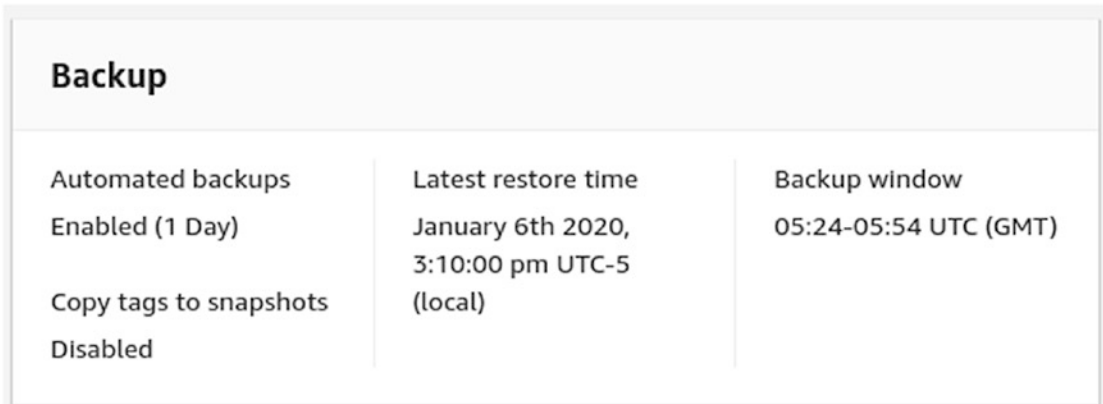 Backup
Automated backups
Enabled (1 Day)
Copy tags to snapshots
Disabled
Latest restore time
January 6th 2020,
3:10:00 pm UTC-5
(local)
Backup window
05:24-05:54 UTC (GMT)